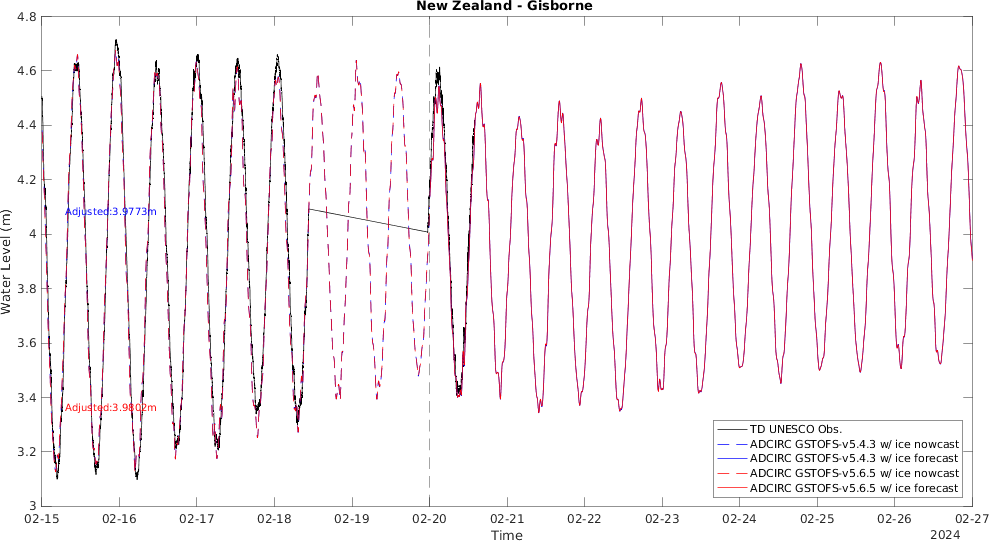 New Zealand - Gisborne
4.8
4.6
4.4
4.2
4
3.8
3.6
3.4
3.2
3
Water Level (m)
Adjusted:3.9773m
Adjusted:3.9802m
TD UNESCO Obs.
ADCIRC GSTOFS-v5.4.3 w/ ice nowcast
ADCIRC GSTOFS-v5.4.3 w/ ice forecast
ADCIRC GSTOFS-v5.6.5 w/ ice nowcast
ADCIRC GSTOFS-v5.6.5 w/ ice forecast
02-15 02-16 02-17 02-18 02-19 02-20 02-21 02-22 02-23 02-24 02-25 02-26 02-27
Time
2024